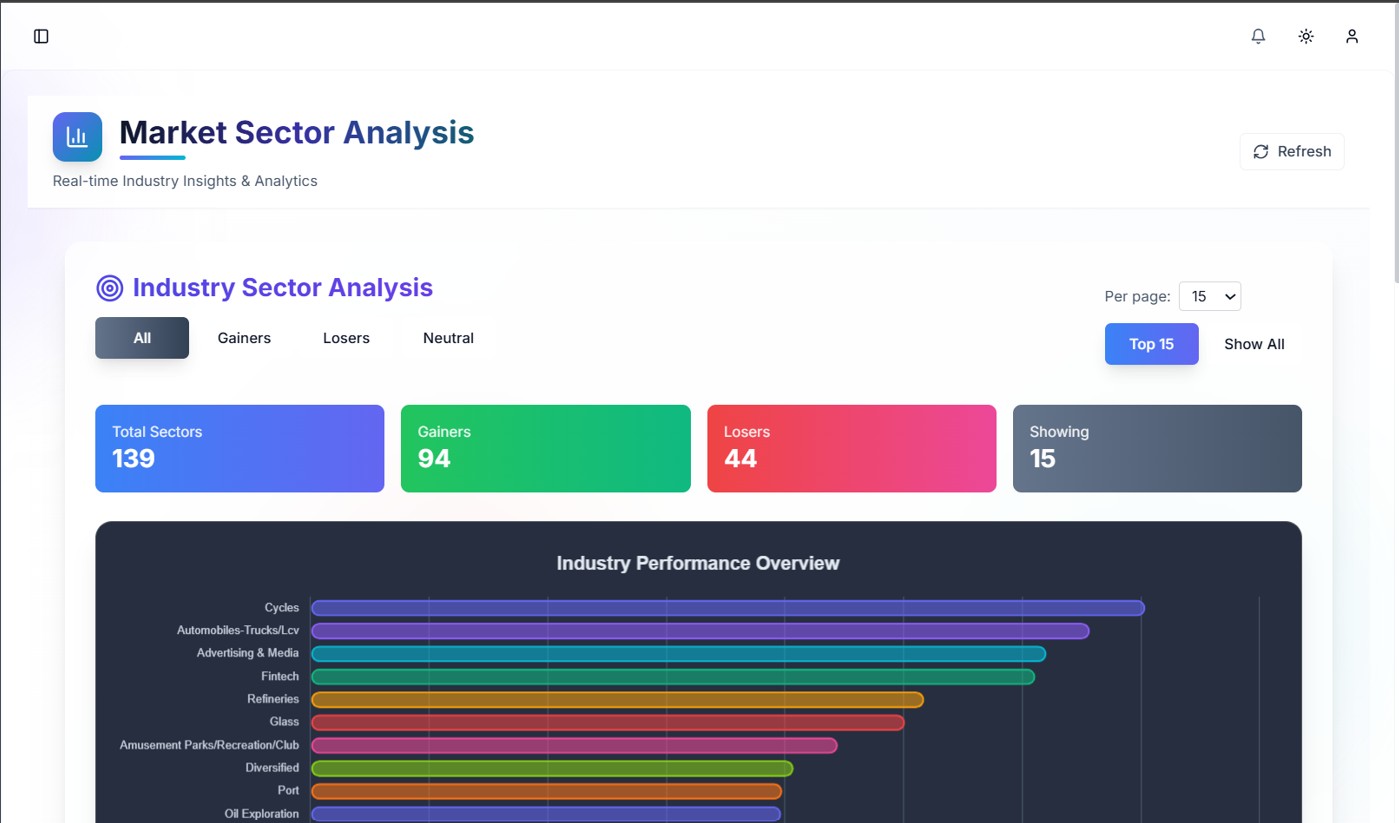 Market Sector Analysis
Real-time Industry Insights & Analytics
Refresh
Industry Sector Analysis
Per page: 15
All Gainers Losers Neutral
Top 15 Show All
Total Sectors
139
Gainers
94
Losers
44
Showing
15
Industry Performance Overview
Cycles
Automobiles-Trucks/Lcv
Advertising & Media
Fintech
Refineries
Glass
Amusement Parks/Recreation/Club
Diversified
Port
Oil Exploration